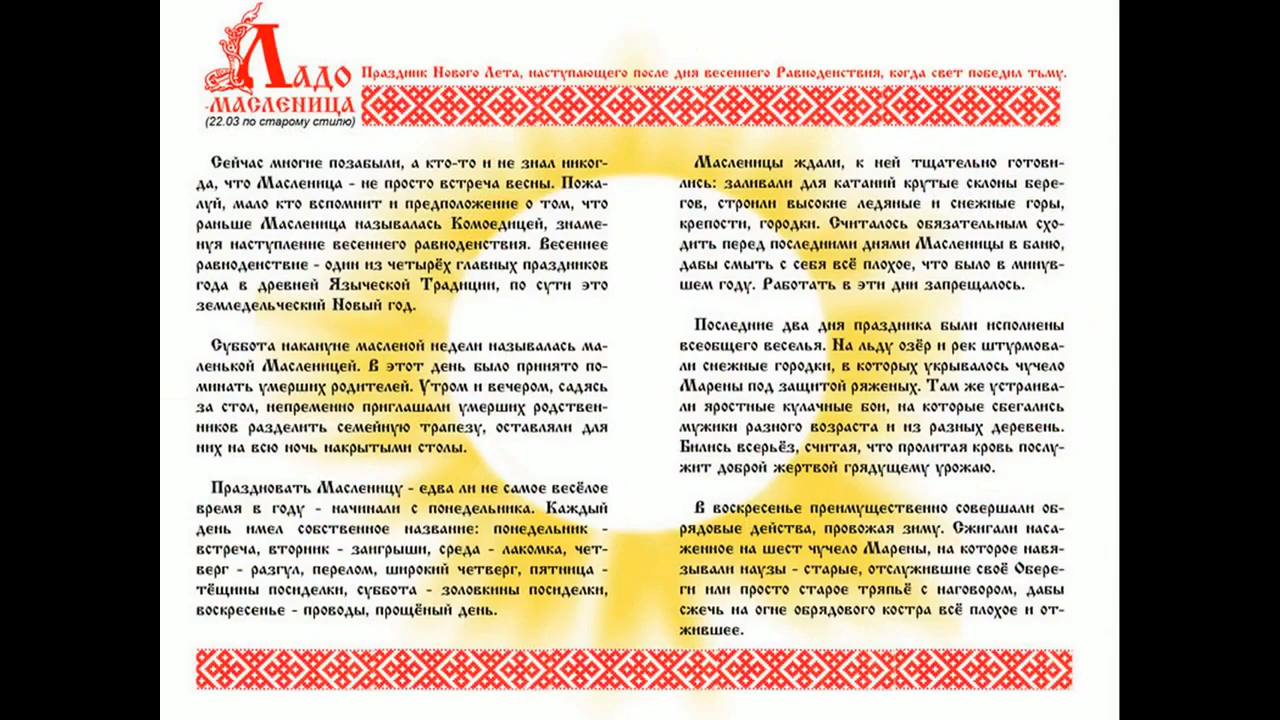 Ладо
-масленица
(22.03 по старому стилю)
Праздник Нового Лета, наступающего после дня весеннего Равноденствия, когда свет победил тьму.
Сейчас многие позабыли, а кто-то и не знал никог-
да, что Масленица - не просто встреча весны. Пожа-
луй, мало кто вспомнит и предположение о том, что
раньше Масленица называлась Комоедицей, знаме-
нуя наступление весеннего равноденствия. Весеннее
равноденствие - один из четырёх главных праздников
года в древней Языческой Традиции, по сути это
земледельческий Новый год.
Суббота накануне масленой недели называлась ма-
ленькой Масленицей. В этот день было принято по-
минать умерших родителей. Утром и вечером, садясь
за стол, непременно приглашали умерших родствен-
ников разделить семейную трапезу, оставляли для
них на всю ночь накрытыми столы.
Праздновать Масленицу - едва ли не самое весёлое
время в году - начинали с понедельника. Каждый
день имел собственное название: понедельник -
встреча, вторник - заигрыши, среда - лакомка, чет-
верг - разгул, перелом, широкий четверг, пятница -
тёщины посиделки, суббота - золовкины посиделки,
воскресенье - проводы, прощёный день.
Масленицы ждали, к ней тщательно готови-
лись: заливали для катаний крутые склоны бере-
гов, строили высокие ледяные и снежные горы,
крепости, городки. Считалось обязательным схо-
дить перед последними днями Масленицы в баню,
дабы смыть с себя всё плохое, что было в минув-
шем году. Работать в эти дни запрещалось.
Последние два дня праздника были исполнены
всеобщего веселья. На льду озёр и рек штурмова-
ли снежные городки, в которых укрывалось чучело
Марены под защитой ряженых. Там же устраива-
ли яростные кулачные бои, на которые сбегались
мужики разного возраста и из разных деревень.
Бились всерьёз, считая, что пролитая кровь послу-
жит доброй жертвой грядущему урожаю.
В воскресенье преимущественно совершали об-
рядовые действа, провожая зиму. Сжигали наса-
женное на шест чучело Марены, на которое навя-
зывали наузы - старые, отслужившие своё Обере-
ги или просто старое тряпьё с наговором, дабы
сжечь на огне обрядового костра всё плохое и от-
жившее.